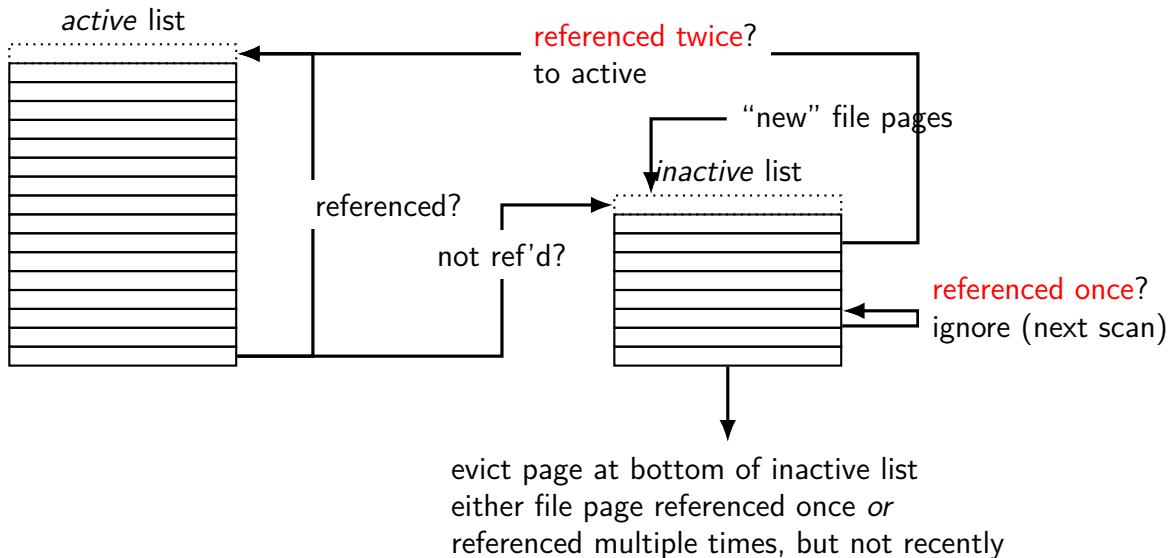 active list
referenced twice?
to active
“new” file pages
inactive list
referenced?
not ref’d?
referenced once?
ignore (next scan)
evict page at bottom of inactive list
either file page referenced once or
referenced multiple times, but not recently